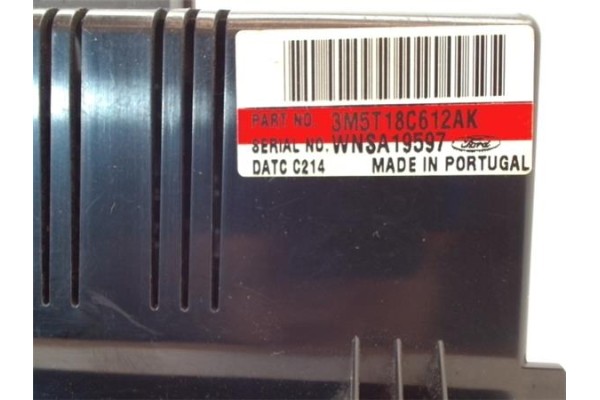 PART NO. 3M5T18C612AK
SERIAL NO. WNSA19597 Ford
DATC C214 MADE IN PORTUGAL